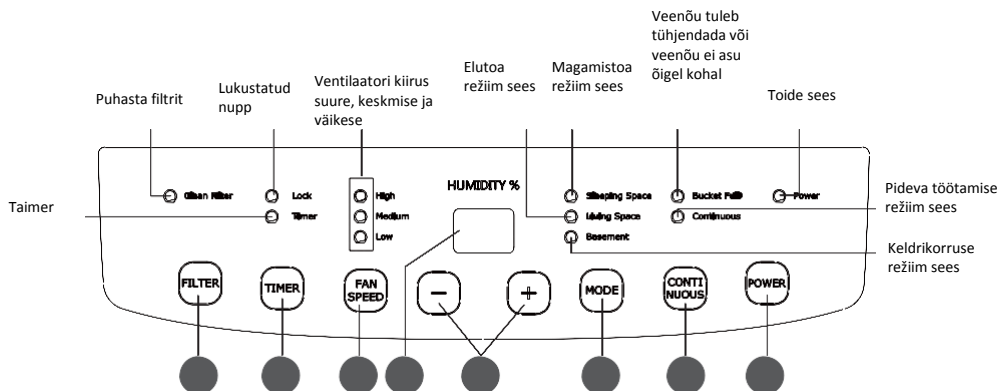 Veenõu tuleb
tühjendada või
veenõu ei asu
õigel kohal
Elutoa
režiim sees
Magamistoa
režiim sees
Ventilaatori kiirus
suure, keskmise ja
väikese
Lukustatud
nupp
Puhasta filtrit
Toide sees
Taimer
Pideva töötamise
režiim sees
Keldrikorruse
režiim sees
Clean Filter
Lock
Timer
High
Medium
Low
HUMIDITY %
Sleeping Space
Living Space
Basement
Bucket Full
Continuous
Power
FILTER
TIMER
FAN
SPEED
−
+
MODE
CONTI
NUOUS
POWER